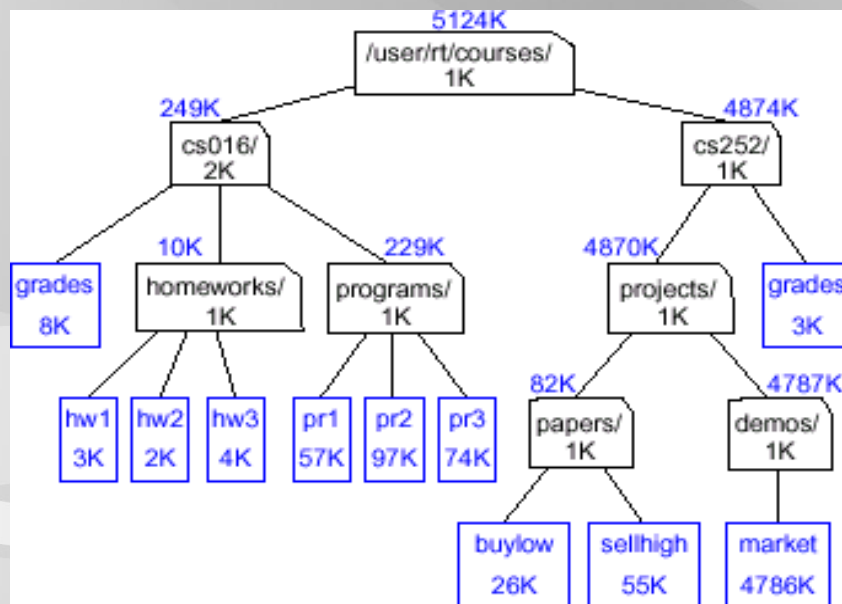 5124K
/user/rt/courses/
1K
249K
4874K
cs016/
2K
cs252/
1K
10K
229K
4870K
grades
8K
homeworks/
1K
programs/
1K
projects/
1K
grades
3K
82K
4787K
hw1
3K
hw2
2K
hw3
4K
pr1
57K
pr2
97K
pr3
74K
papers/
1K
demos/
1K
buylow
26K
sellhigh
55K
market
4786K